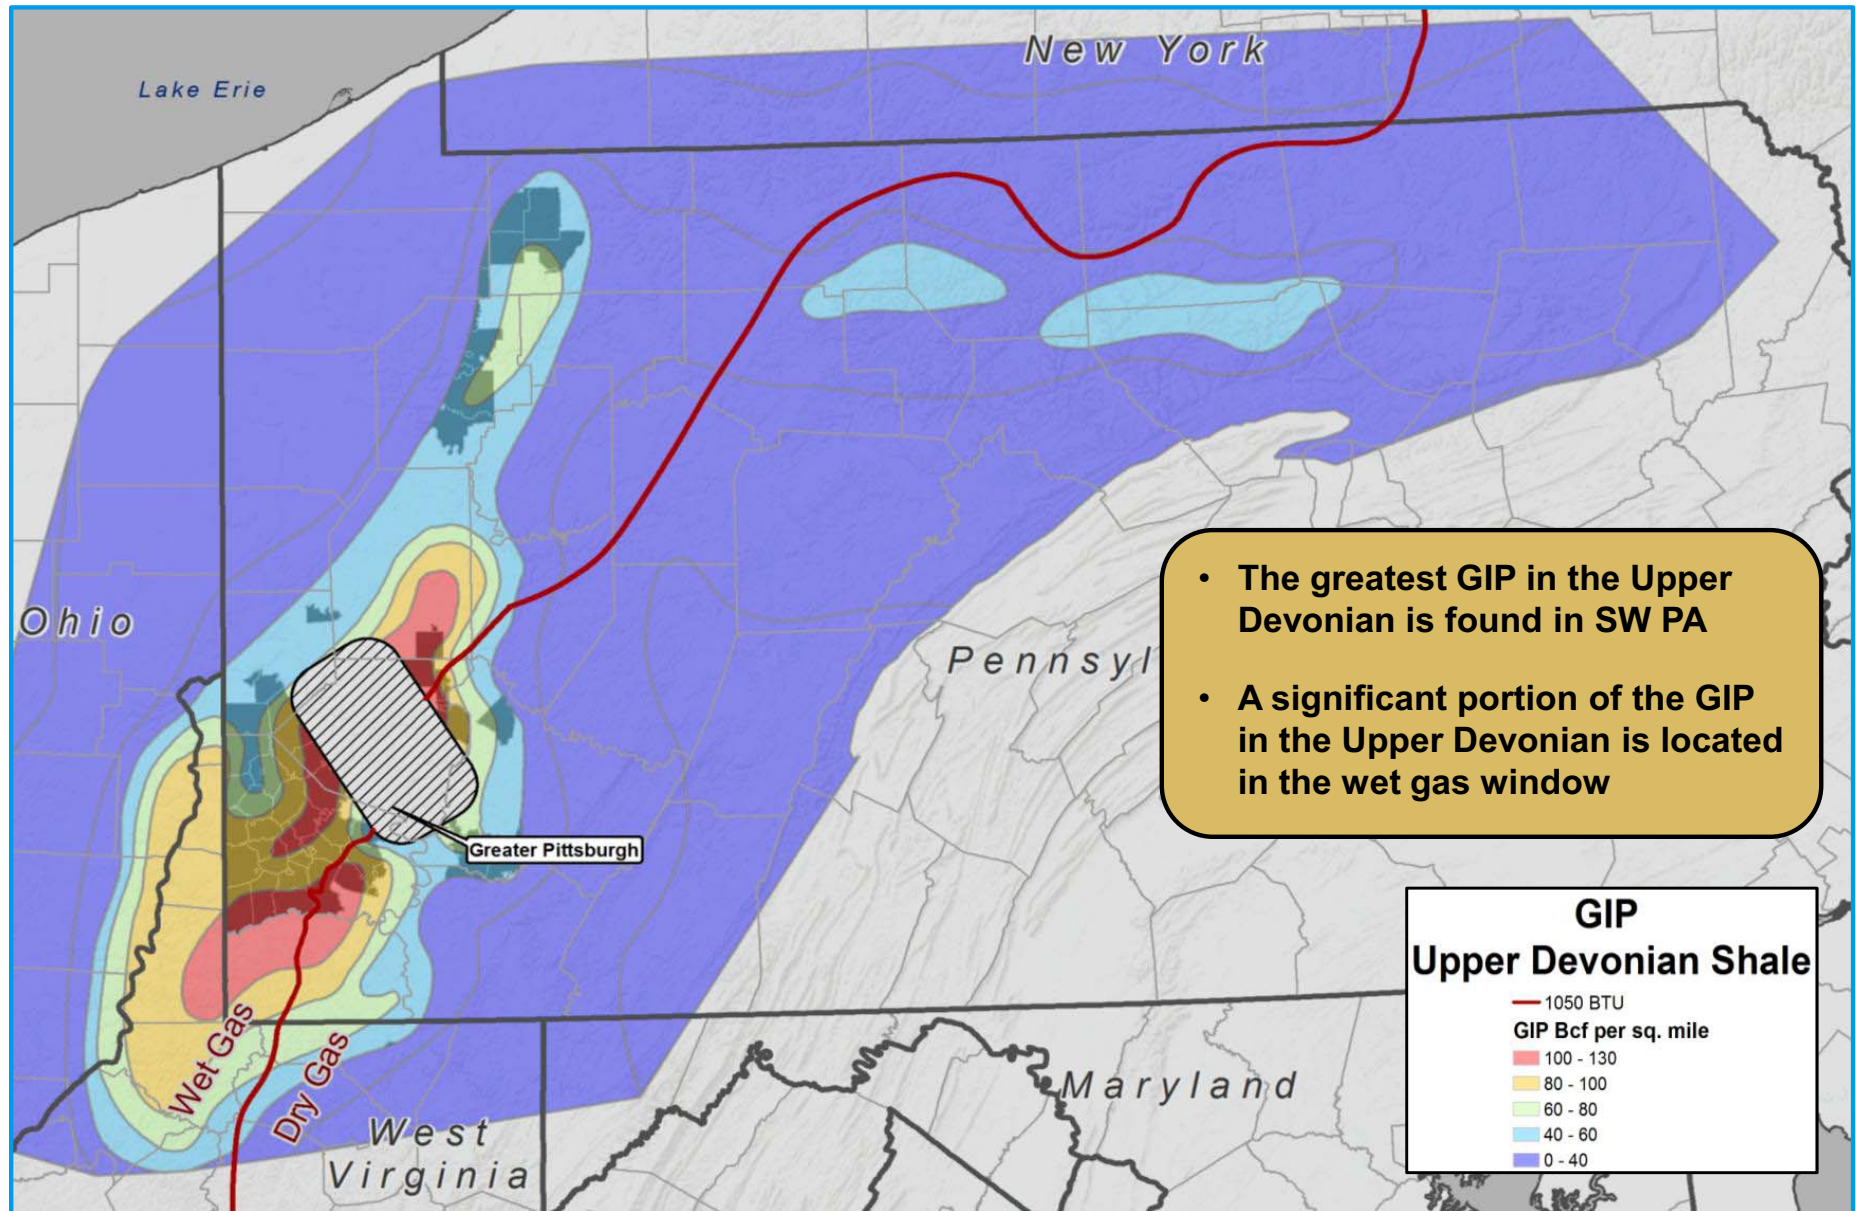 New York
Lake Erie
• The greatest GIP in the Upper
Devonian is found in SW PA
• A significant portion of the GIP
in the Upper Devonian is located
in the wet gas window
Ohio
Pennsyl
Greater Pittsburgh
Wet Gas
Dry Gas
West
Virginia
Maryland
GIP
Upper Devonian Shale
1050 BTU
GIP Bcf per sq. mile
100 - 130
80 - 100
60 - 80
40 - 60
0 - 40